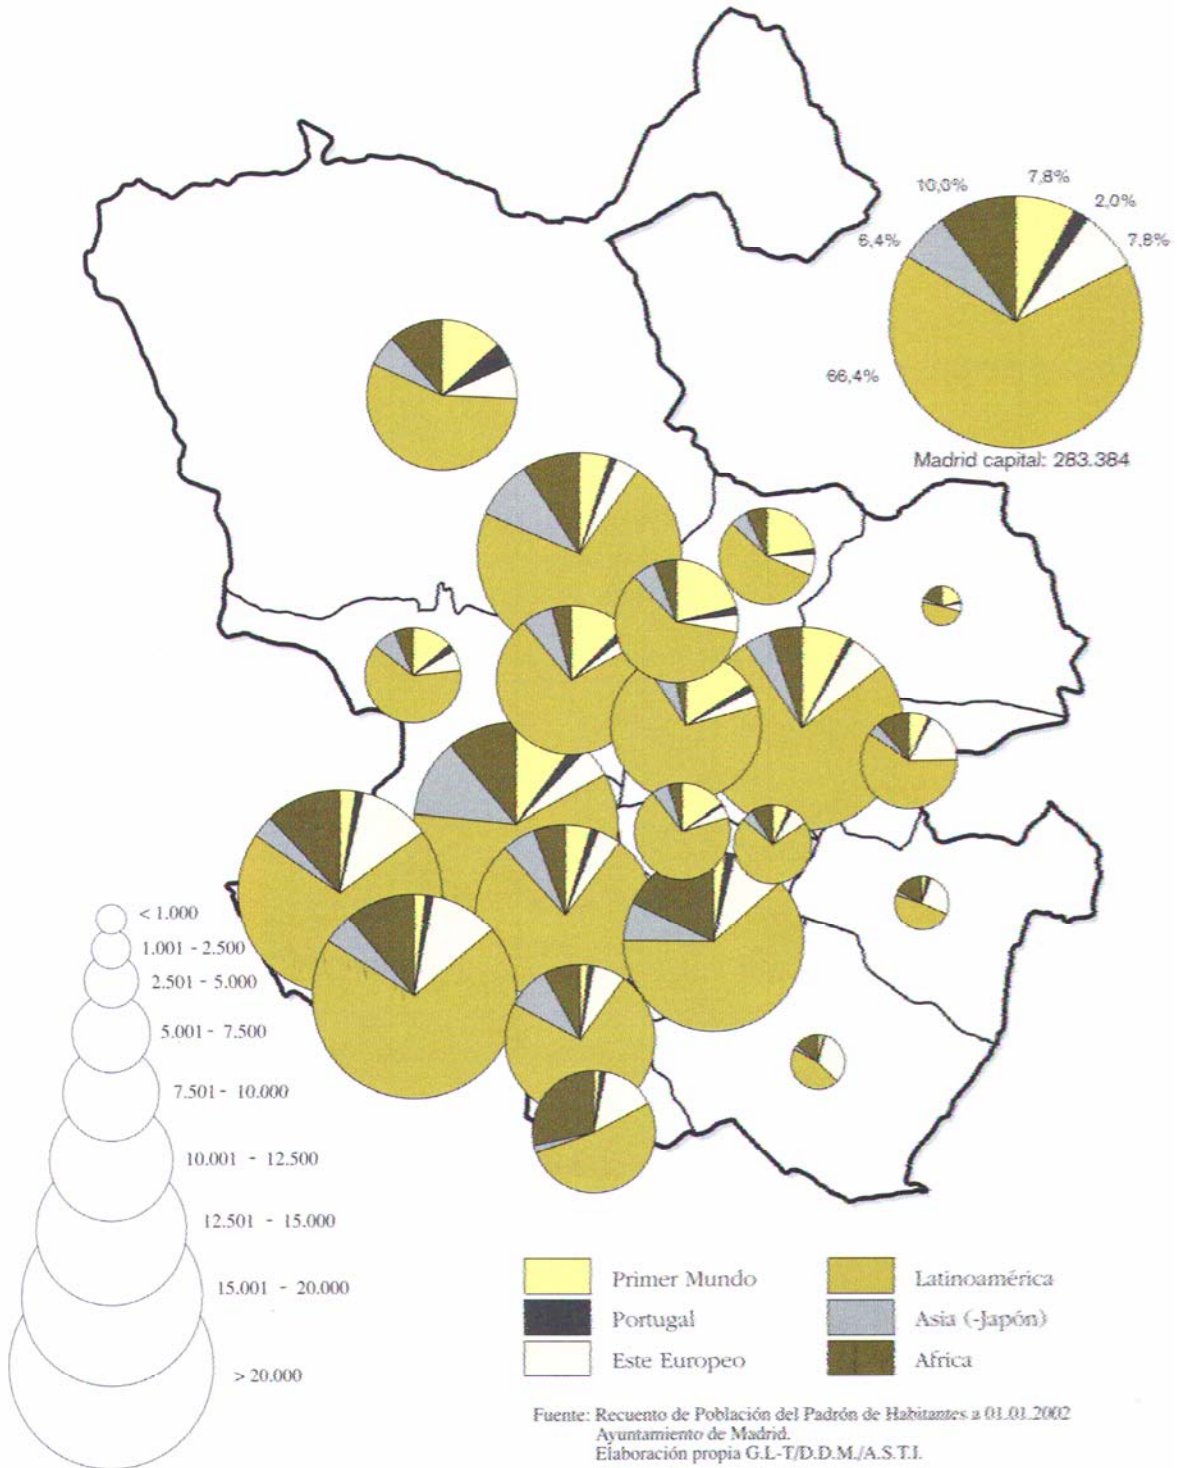 10,0%
7,8%
2,0%
7,8%
6,4%
66,4%
Madrid capital: 283.384
< 1.000
1.001 - 2.500
2.501 - 5.000
5.001 - 7.500
7.501 - 10.000
10.001 - 12.500
12.501 - 15.000
15.001 - 20.000
> 20.000
Primer Mundo
Portugal
Este Europeo
Latinoamérica
Asia (-Japón)
Africa
Fuente: Recuento de Población del Padrón de Habitantes a 01.01.2002
Ayuntamiento de Madrid.
Elaboración propia G.L-T/D.D.M./A.S.T.I.